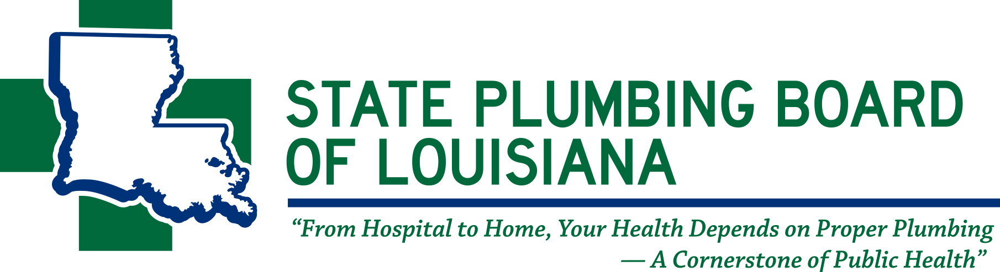 STATE PLUMBING BOARD
OF LOUISIANA
“From Hospital to Home, Your Health Depends on Proper Plumbing
— A Cornerstone of Public Health”